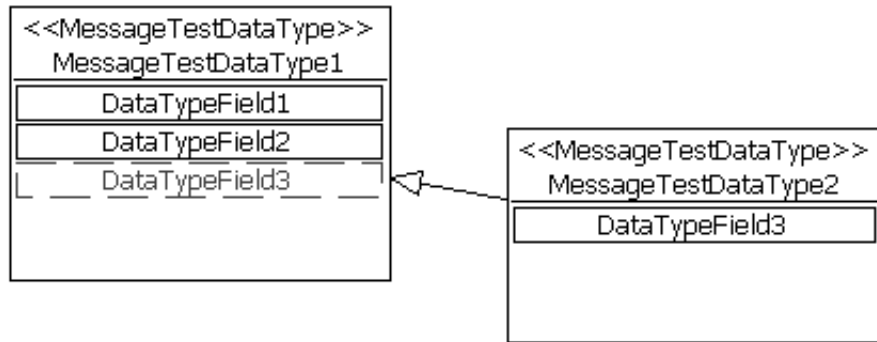 <<MessageTestDataType>>
MessageTestDataType1
DataTypeField1
DataTypeField2
DataTypeField3
<<MessageTestDataType>>
MessageTestDataType2
DataTypeField3